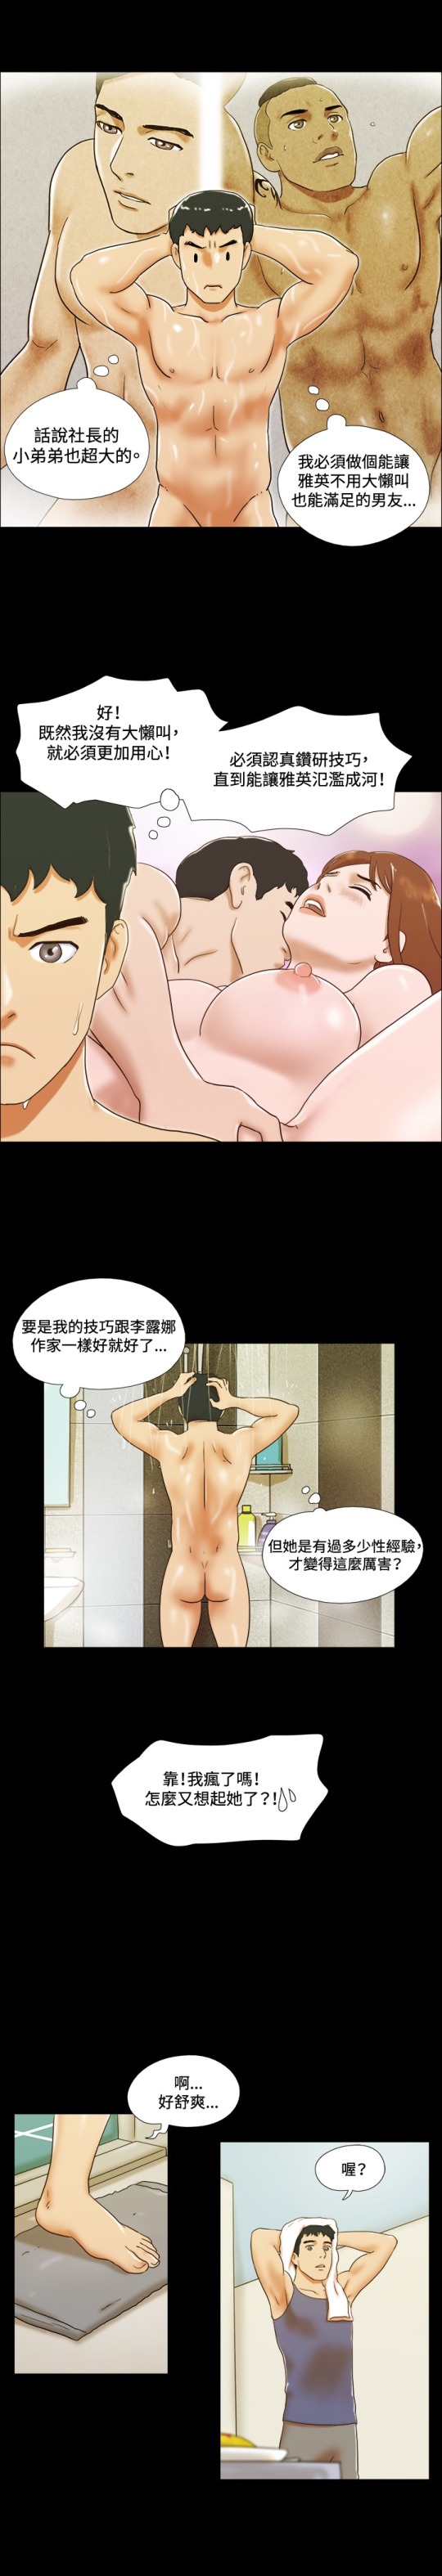 話說社長的
小弟弟也超大的。
我必須做個能讓
雅英不用大懶叫
也能滿足的男友...
好！
既然我沒有大懶叫，
就必須更加用心！
必須認真鑽研技巧，
直到能讓雅英氾濫成河！
要是我的技巧跟李露娜
作家一樣好就好了...
但她是有過多少性經驗，
才變得這麼厲害？
靠！我瘋了嗎！
怎麼又想起她了？！
啊...
好舒爽...
喔？